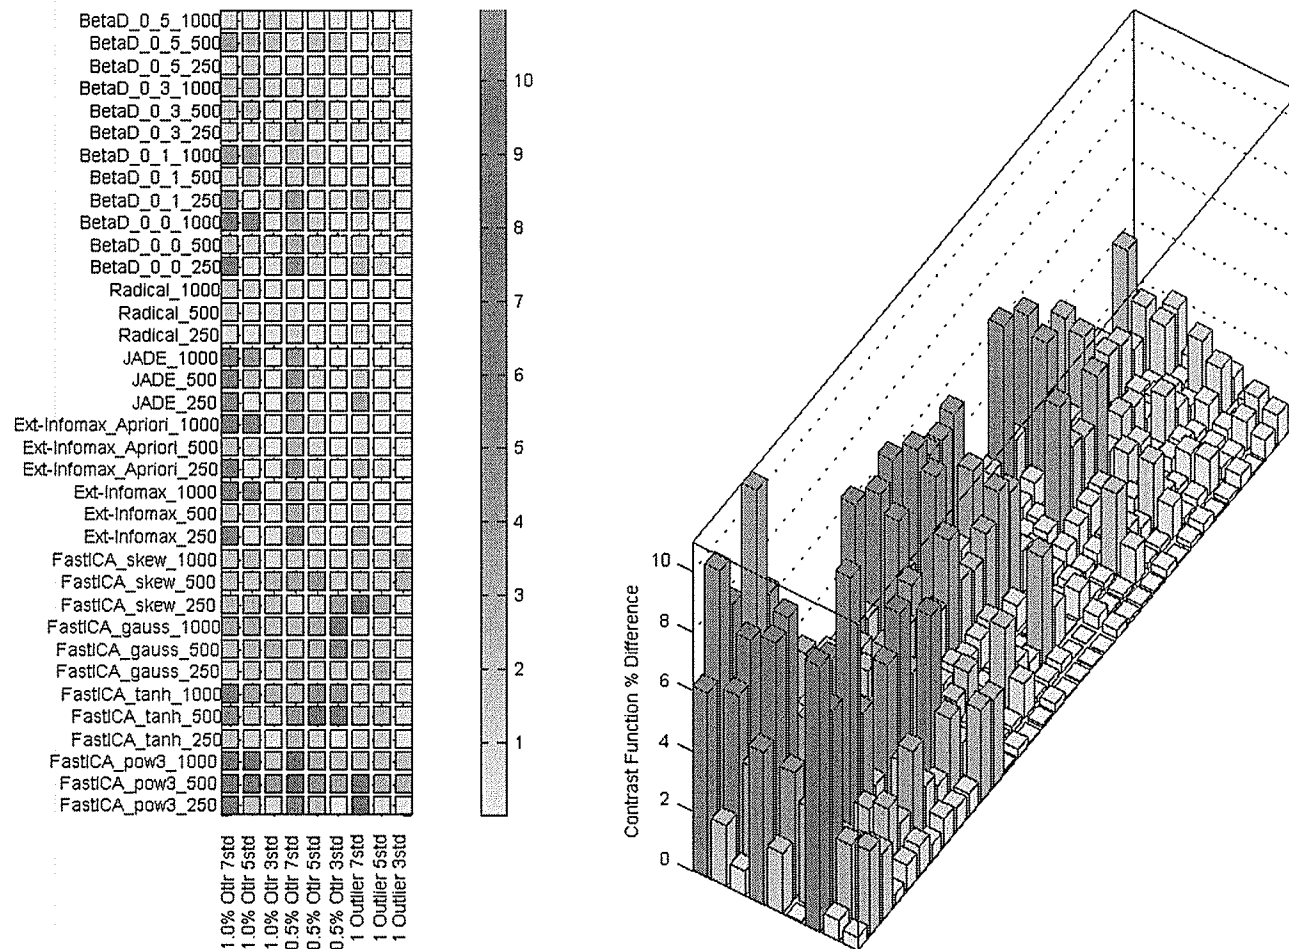 BetaD_0_5_1000
BetaD_0_5_500
BetaD_0_5_250
BetaD_0_3_1000
BetaD_0_3_500
BetaD_0_3_250
BetaD_0_1_1000
BetaD_0_1_500
BetaD_0_1_250
BetaD_0_0_1000
BetaD_0_0_500
BetaD_0_0_250
Radical_1000
Radical_500
Radical_250
JADE_1000
JADE_500
JADE_250
Ext-Infomax_Apriori_1000
Ext-Infomax_Apriori_500
Ext-Infomax_Apriori_250
Ext-Infomax_1000
Ext-Infomax_500
Ext-Infomax_250
FastICA_skew_1000
FastICA_skew_500
FastICA_skew_250
FastICA_gauss_1000
FastICA_gauss_500
FastICA_gauss_250
FastICA_tanh_1000
FastICA_tanh_500
FastICA_tanh_250
FastICA_pow3_1000
FastICA_pow3_500
FastICA_pow3_250
1.0% Otlr 7std
1.0% Otlr 5std
1.0% Otlr 3std
0.5% Otlr 7std
0.5% Otlr 5std
0.5% Otlr 3std
1 Outlier 7std
1 Outlier 5std
1 Outlier 3std
10
9
8
7
6
5
4
3
2
1
Contrast Function % Difference
10
8
6
4
2
0